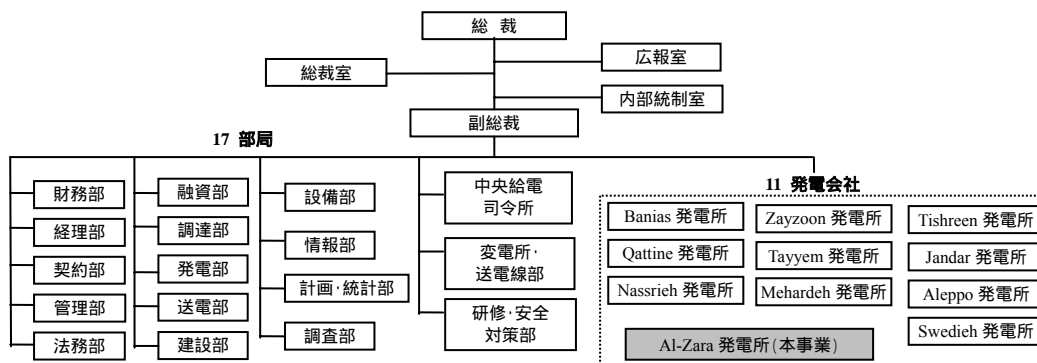 総 裁
総裁室
広報室
内部統制室
副総裁
17 部局
財務部
経理部
契約部
管理部
法務部
融資部
調達部
発電部
送電部
建設部
設備部
情報部
計画・統計部
調査部
中央給電
司令所
変電所・
送電線部
研修・安全
対策部
11 発電会社
Banias 発電所
Qattine 発電所
Nassrieh 発電所
Zayzoon 発電所
Tayyem 発電所
Mehardeh 発電所
Tishreen 発電所
Jandar 発電所
Aleppo 発電所
Swedieh 発電所
Al-Zara 発電所(本事業)